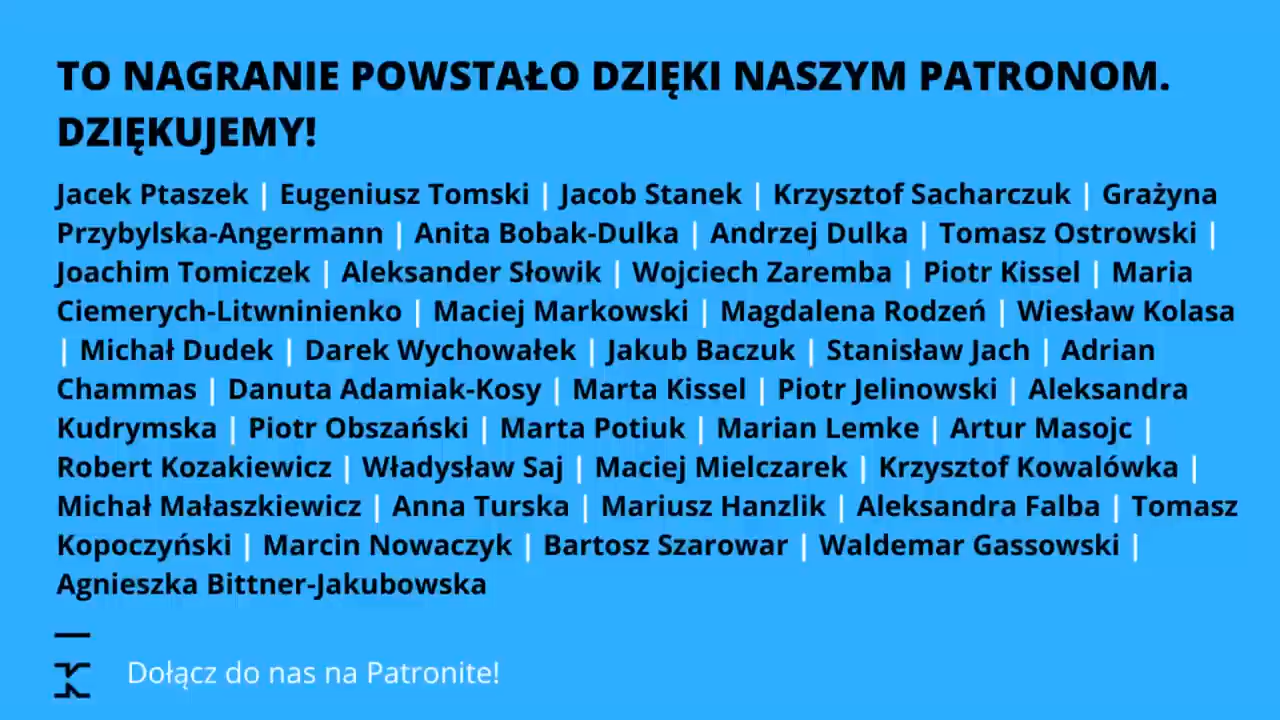 TO NAGRANIE POWSTAŁO DZIĘKI NASZYM PATRONOM.
DZIĘKUJEMY!
Jacek Ptaszek | Eugeniusz Tomski | Jacob Stanek | Krzysztof Sacharczuk | Grażyna
Przybylska-Angermann | Anita Bobak-Dulka | Andrzej Dulka | Tomasz Ostrowski |
Joachim Tomiczek | Aleksander Słowik | Wojciech Zaremba | Piotr Kissel | Maria
Ciemerych-Litwninienko | Maciej Markowski | Magdalena Rodzeń | Wiesław Kolasa
| Michał Dudek | Darek Wychowałek | Jakub Baczuk | Stanisław Jach | Adrian
Chammas | Danuta Adamiak-Kosy | Marta Kissel | Piotr Jelinowski | Aleksandra
Kudrymska | Piotr Obszański | Marta Potiuk | Marian Lemke | Artur Masojc |
Robert Kozakiewicz | Władysław Saj | Maciej Mielczarek | Krzysztof Kowalówka |
Michał Małaszkiewicz | Anna Turska | Mariusz Hanzlik | Aleksandra Falba | Tomasz
Kopoczyński | Marcin Nowaczyk | Bartosz Szarowar | Waldemar Gassowski |
Agnieszka Bittner-Jakubowska
Dołącz do nas na Patronite!